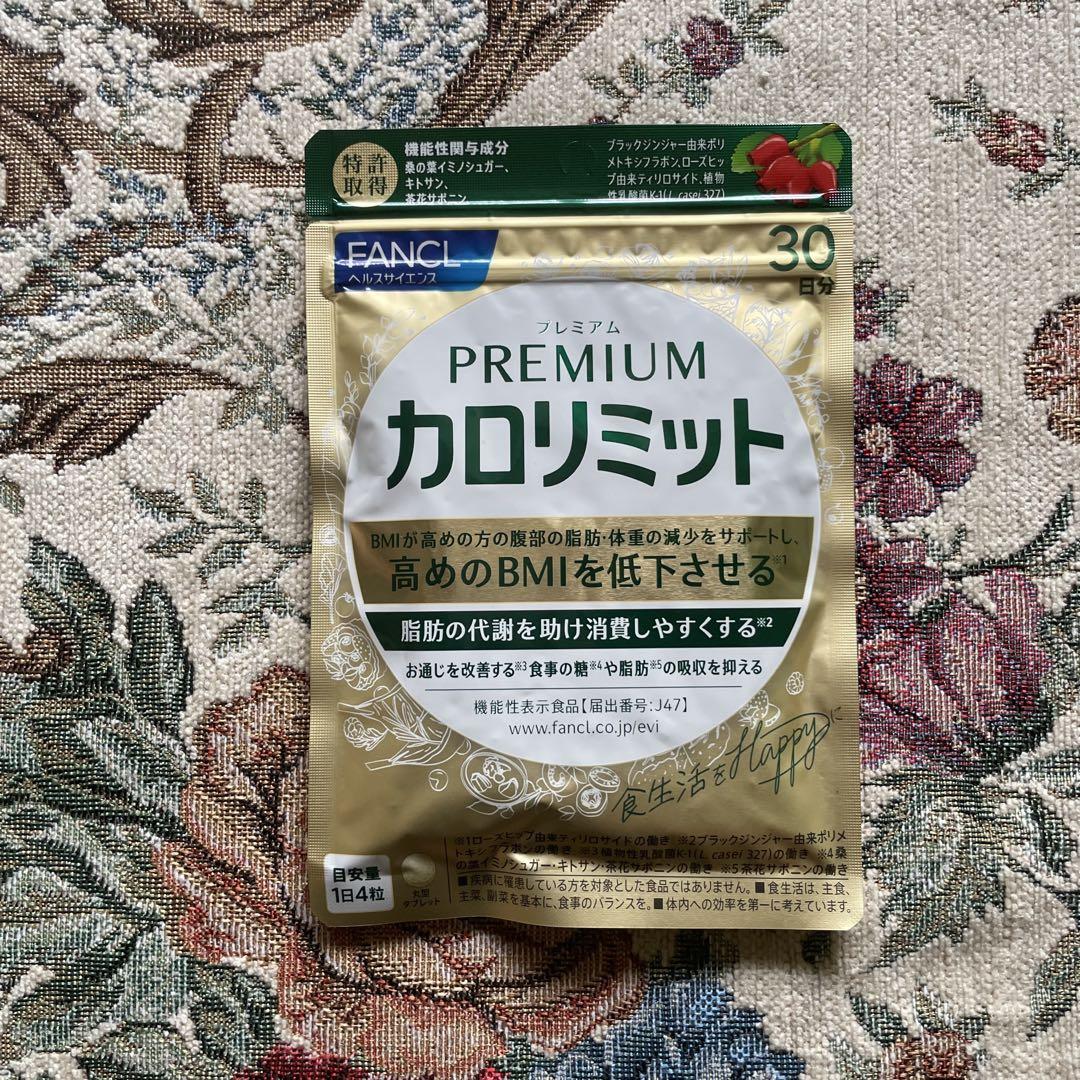 特許
取得
機能性関与成分
桑の葉イミノシュガー、
キトサン、
茶花サポニン、
ブラックジンジャー由来ポリ
メトキシフラボン、ローズヒッ
プ由来ティリロサイド、植物
性乳酸菌K-1(L. casei 327)
FANCL
ヘルスサイエンス
30
日分
プレミアム
PREMIUM
カロリミット
BMIが高めの方の腹部の脂肪・体重の減少をサポートし、
高めのBMIを低下させる※1
脂肪の代謝を助け消費しやすくする※2
お通じを改善する※3食事の糖※4や脂肪※5の吸収を抑える
機能性表示食品【届出番号:J47】
www.fancl.co.jp/evi
食生活をHappyに
※1ローズヒップ由来ティリロサイドの働き ※2ブラックジンジャー由来ポリメ
トキシフラボンの働き ※3植物性乳酸菌K-1(L. casei 327)の働き ※4桑
の葉イミノシュガー・キトサン・茶花サポニンの働き ※5茶花サポニンの働き
■疾病に罹患している方を対象とした食品ではありません。■食生活は、主食、
主菜、副菜を基本に、食事のバランスを。■体内への効率を第一に考えています。
目安量
1日4粒
丸型
タブレット